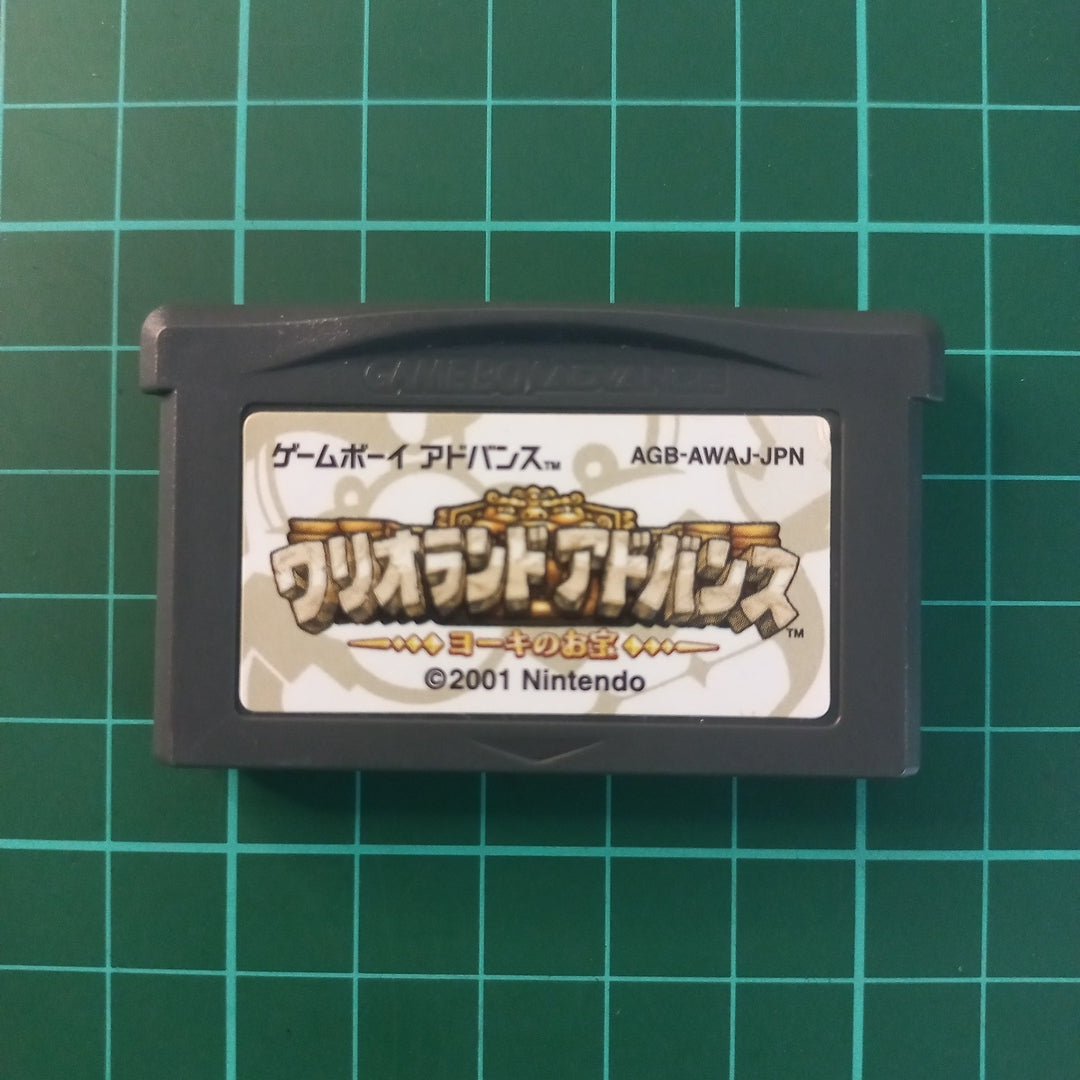 GAME BOY ADVANCE
ゲームボーイ アドバンス™ AGB-AWAJ-JPN
ワリオランドアドバンス™
ヨーキのお宝
©2001 Nintendo